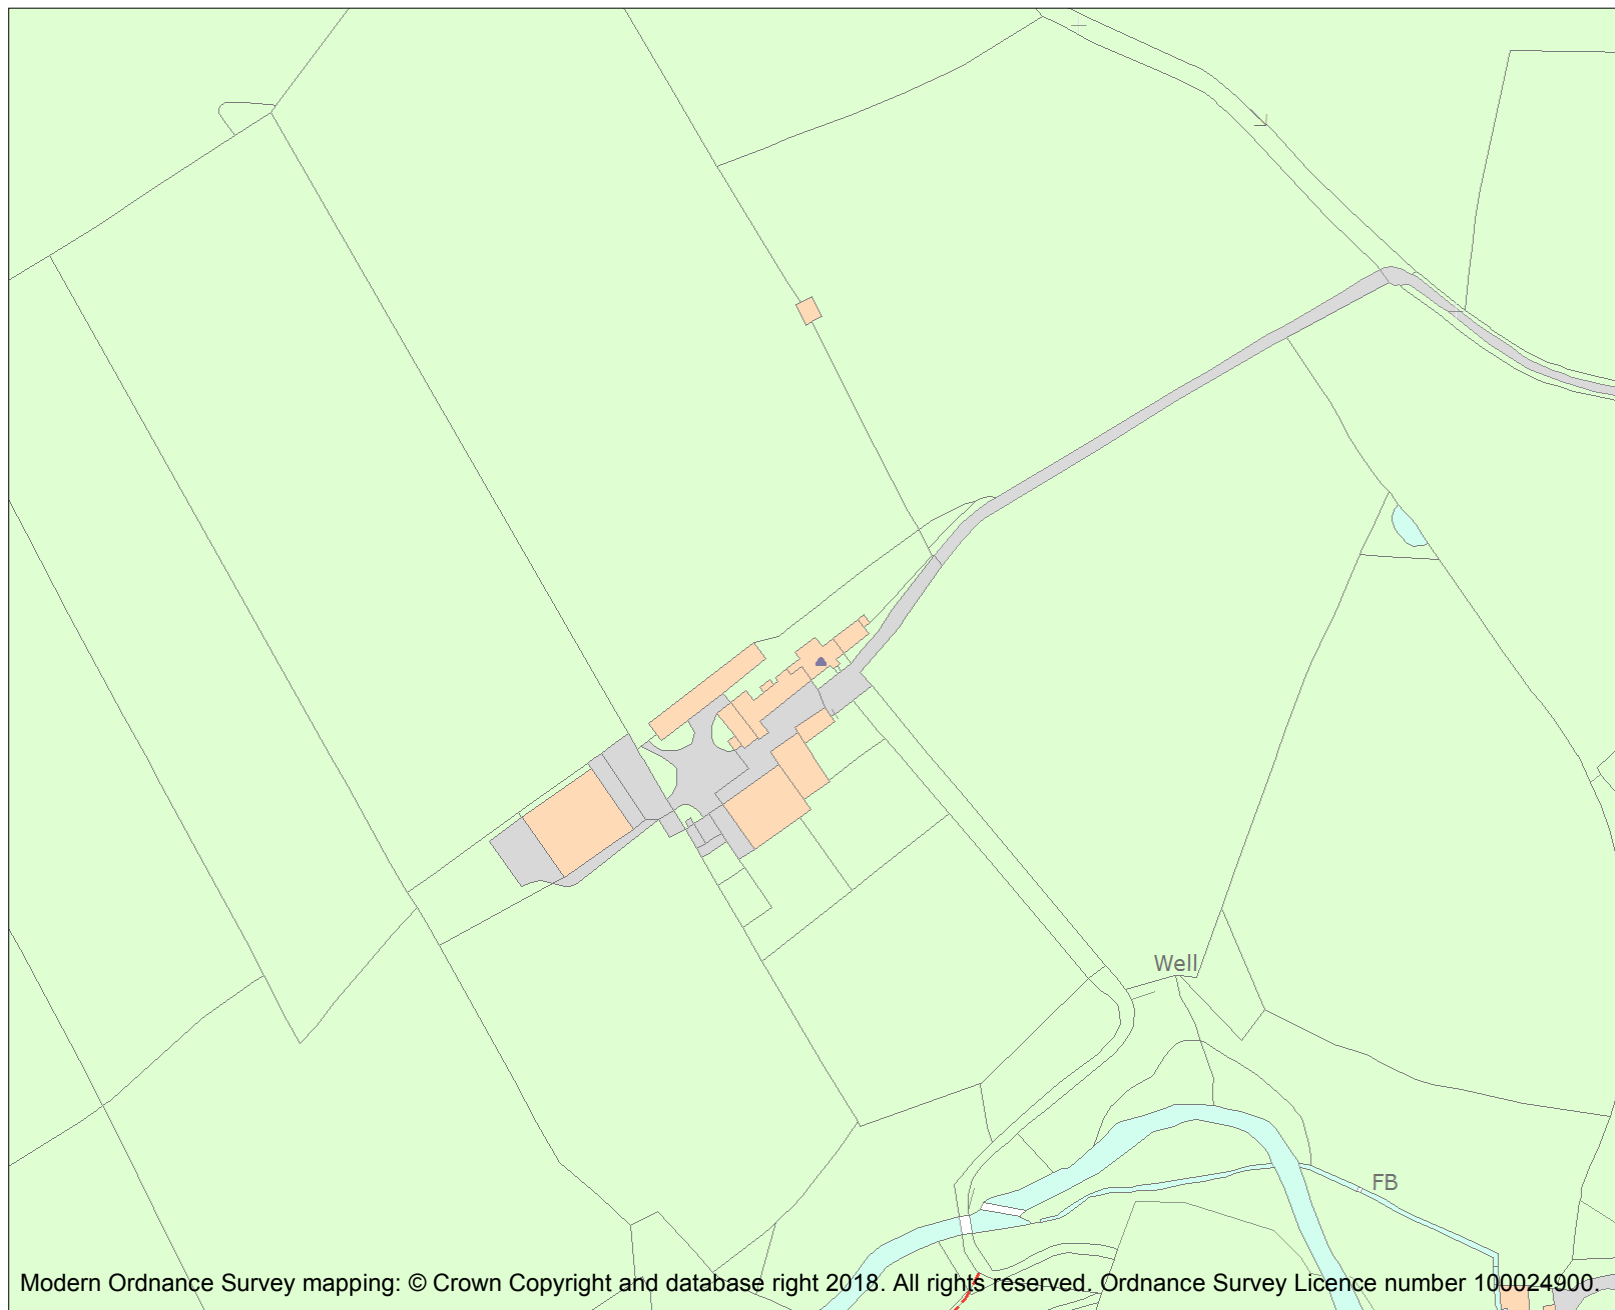 Well
FB
Modern Ordnance Survey mapping: © Crown Copyright and database right 2018. All rights reserved. Ordnance Survey Licence number 100024900.